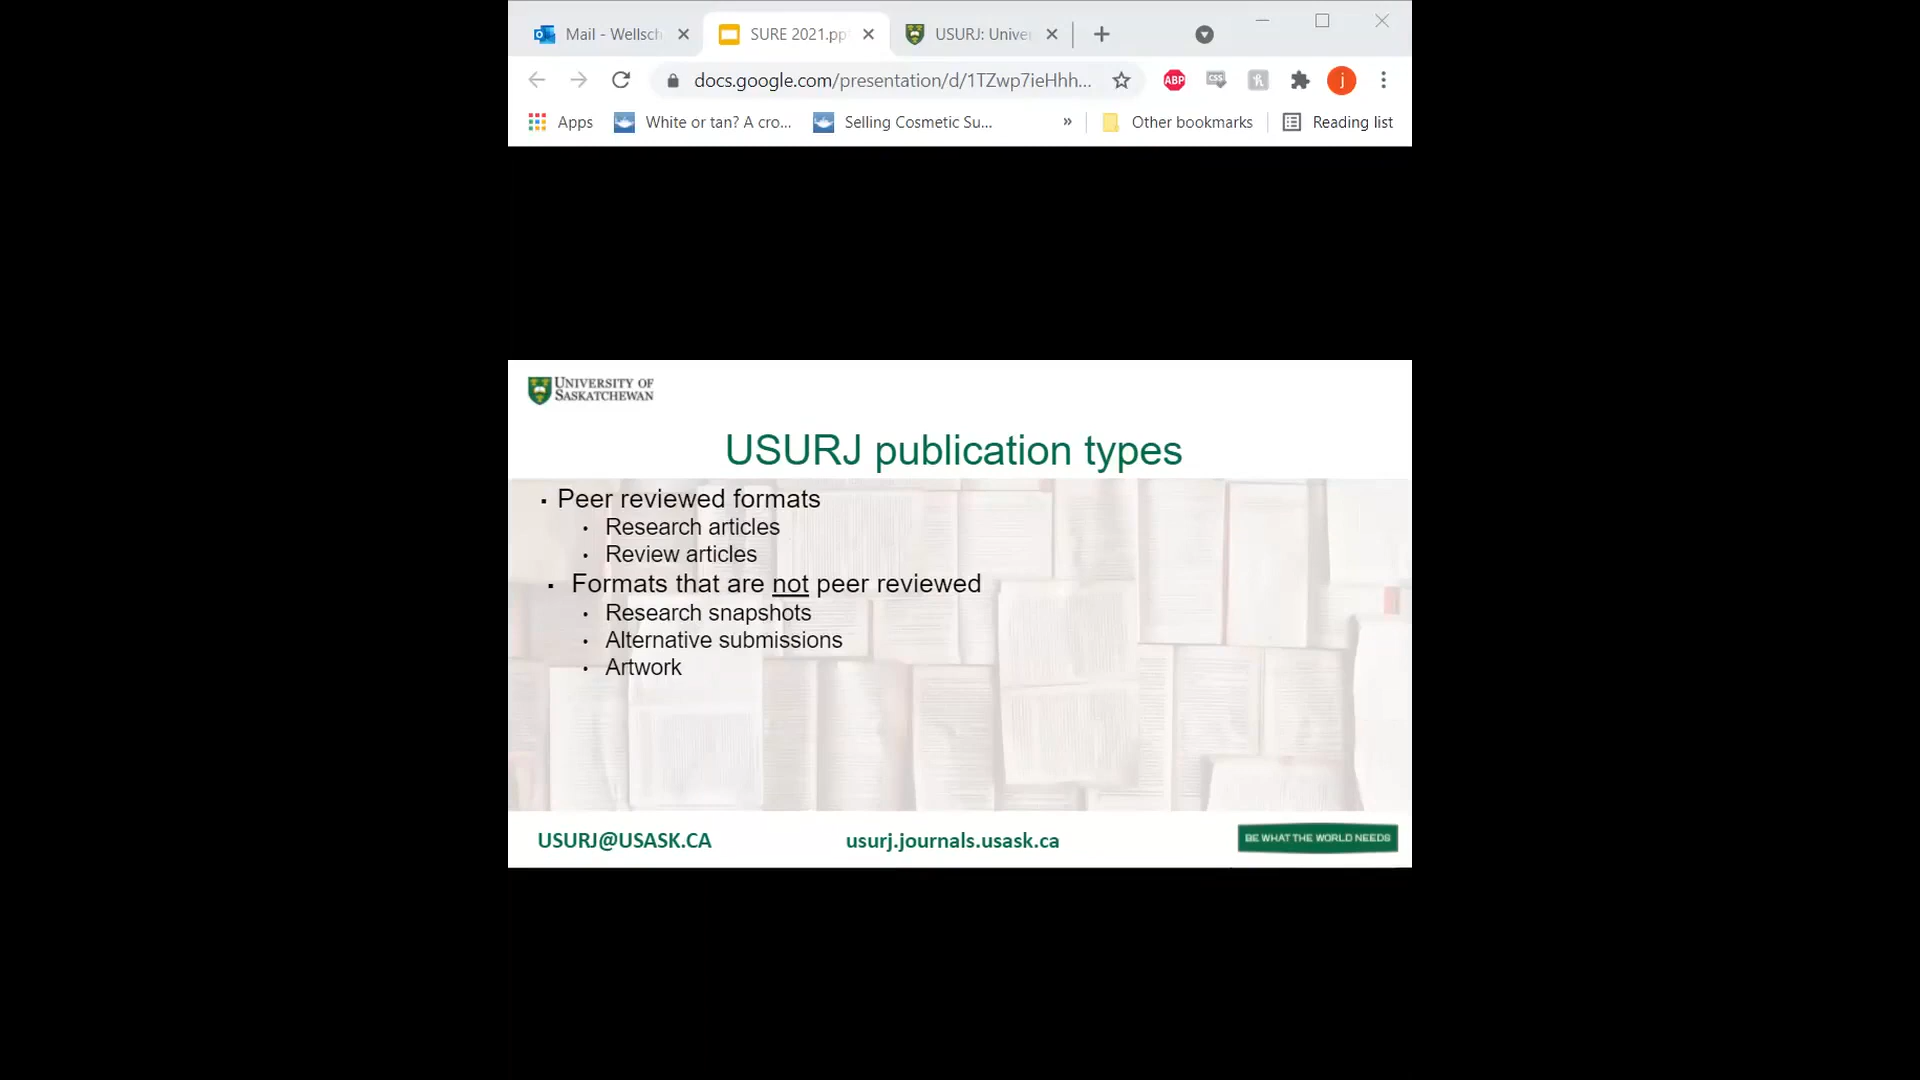 Mail - Wellsch
SURE 2021.pp
USURJ: Unive
docs.google.com/presentation/d/1TZwp7ieHhh...
ABP
CSS
j
Apps
White or tan? A cro...
Selling Cosmetic Su...
»
Other bookmarks
Reading list
UNIVERSITY OF
SASKATCHEWAN
USURJ publication types
▪ Peer reviewed formats
• Research articles
• Review articles
▪ Formats that are not peer reviewed
• Research snapshots
• Alternative submissions
• Artwork
USURJ@USASK.CA
usurj.journals.usask.ca
BE WHAT THE WORLD NEEDS